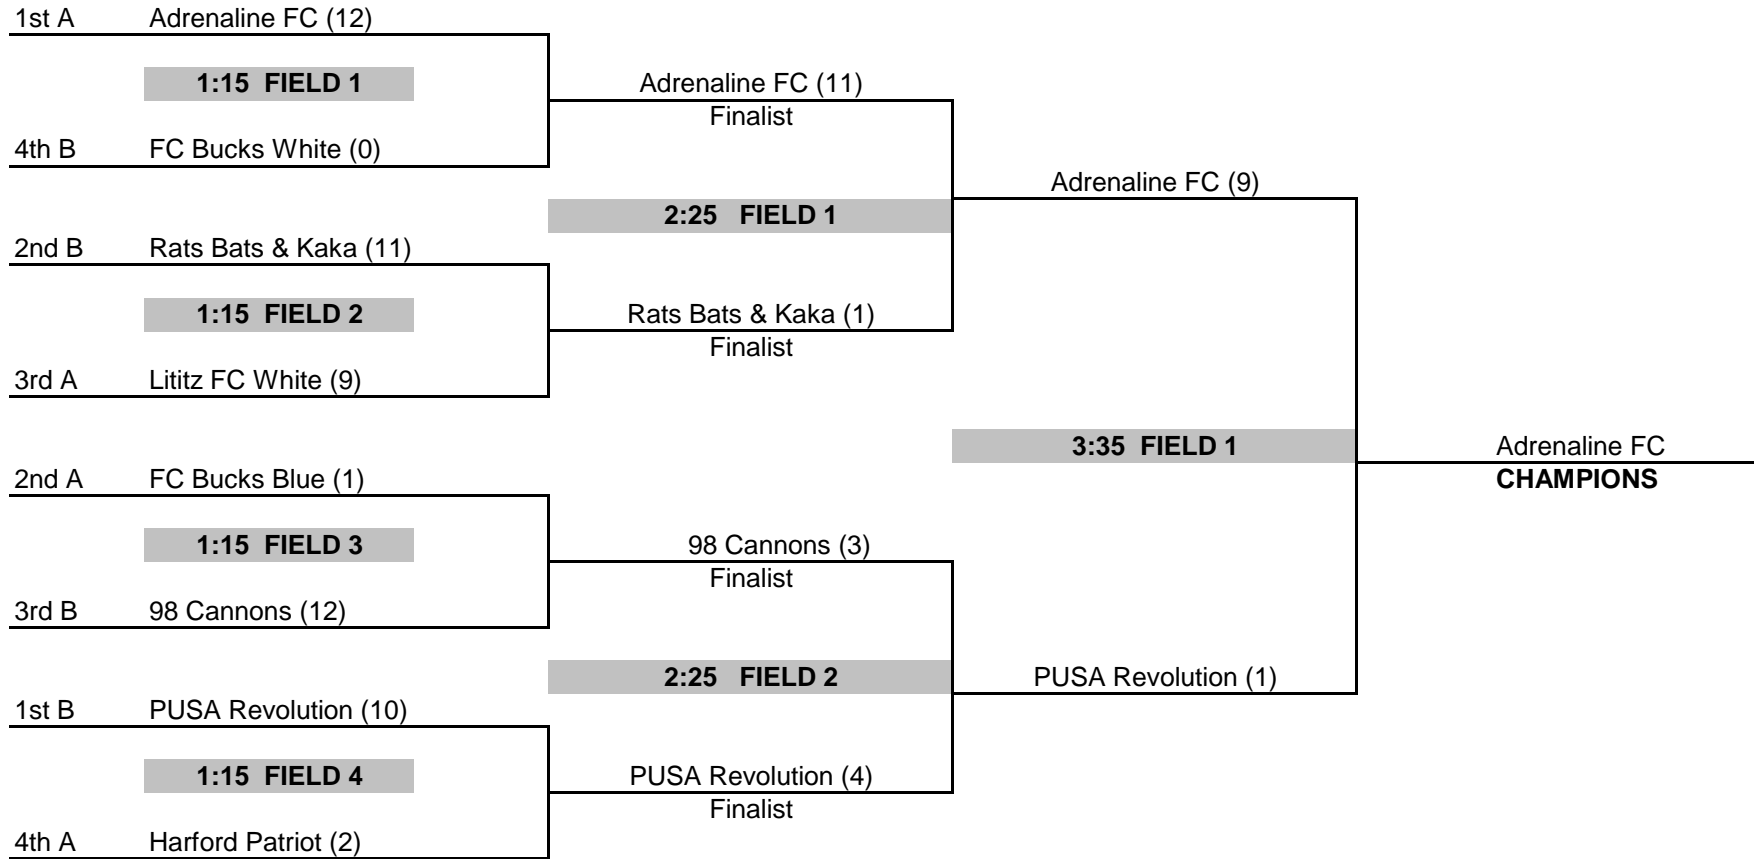 1st A Adrenaline FC (12)
1:15 FIELD 1
4th B FC Bucks White (0)
2nd B Rats Bats & Kaka (11)
1:15 FIELD 2
3rd A Lititz FC White (9)
2nd A FC Bucks Blue (1)
1:15 FIELD 3
3rd B 98 Cannons (12)
1st B PUSA Revolution (10)
1:15 FIELD 4
4th A Harford Patriot (2)
Adrenaline FC (11)
Finalist
2:25 FIELD 1
Rats Bats & Kaka (1)
Finalist
98 Cannons (3)
Finalist
2:25 FIELD 2
PUSA Revolution (4)
Finalist
Adrenaline FC (9)
3:35 FIELD 1
PUSA Revolution (1)
Adrenaline FC
CHAMPIONS